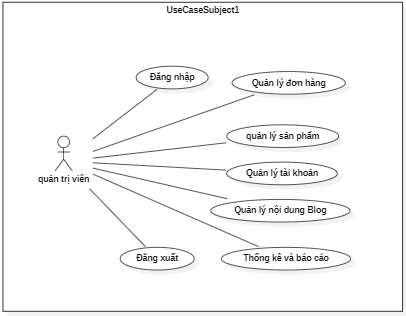 UseCaseSubject1
Đăng nhập
Quản lý đơn hàng
quản lý sản phẩm
Quản lý tài khoản
quản trị viên
Quản lý nội dung Blog
Đăng xuất
Thống kê và báo cáo